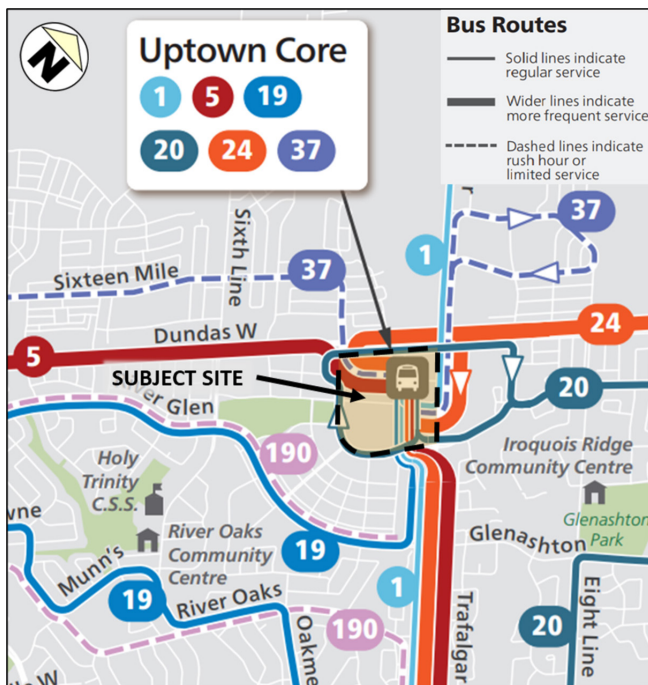 N
Uptown Core
1 5 19
20 24 37
Bus Routes
Solid lines indicate
regular service
Wider lines indicate
more frequent service
Dashed lines indicate
rush hour or
limited service
37
1
Sixth Line
Sixteen Mile
37
Dundas W
24
5
SUBJECT SITE
20
Glen
190
Holy
Trinity
C.S.S.
Iroquois Ridge
Community Centre
Glenashton
Park
Glenashton
River Oaks
Community
Centre
19
Munn's
19
River Oaks
1
Trafalgar
190
Oakme
20
Eight Line